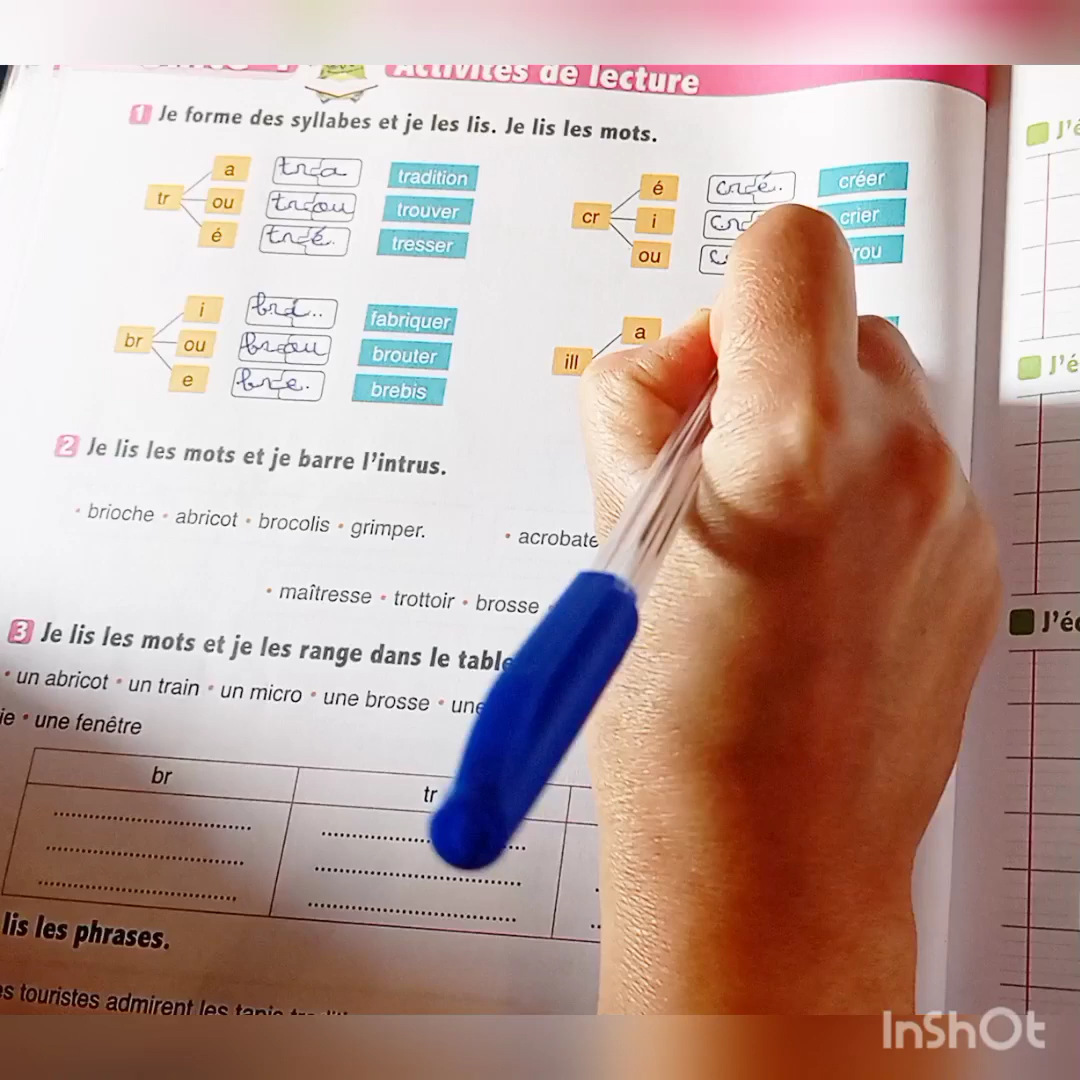 Activités de lecture
1 Je forme des syllabes et je les lis. Je lis les mots.
tr a tra tradition
ou trou trouver
é tré. tresser
cr é cré. créer
i crier
ou
br i bri.. fabriquer
ou brou brouter
e bre. brebis
ill a
2 Je lis les mots et je barre l'intrus.
• brioche • abricot • brocolis • grimper.
• acrobate
• maîtresse • trottoir • brosse
3 Je lis les mots et je les range dans le table
• un abricot • un train • un micro • une brosse • une
ie • une fenêtre
br tr
lis les phrases.
es touristes admirent les tapis
J'é
J'é
J'éc
InShOt